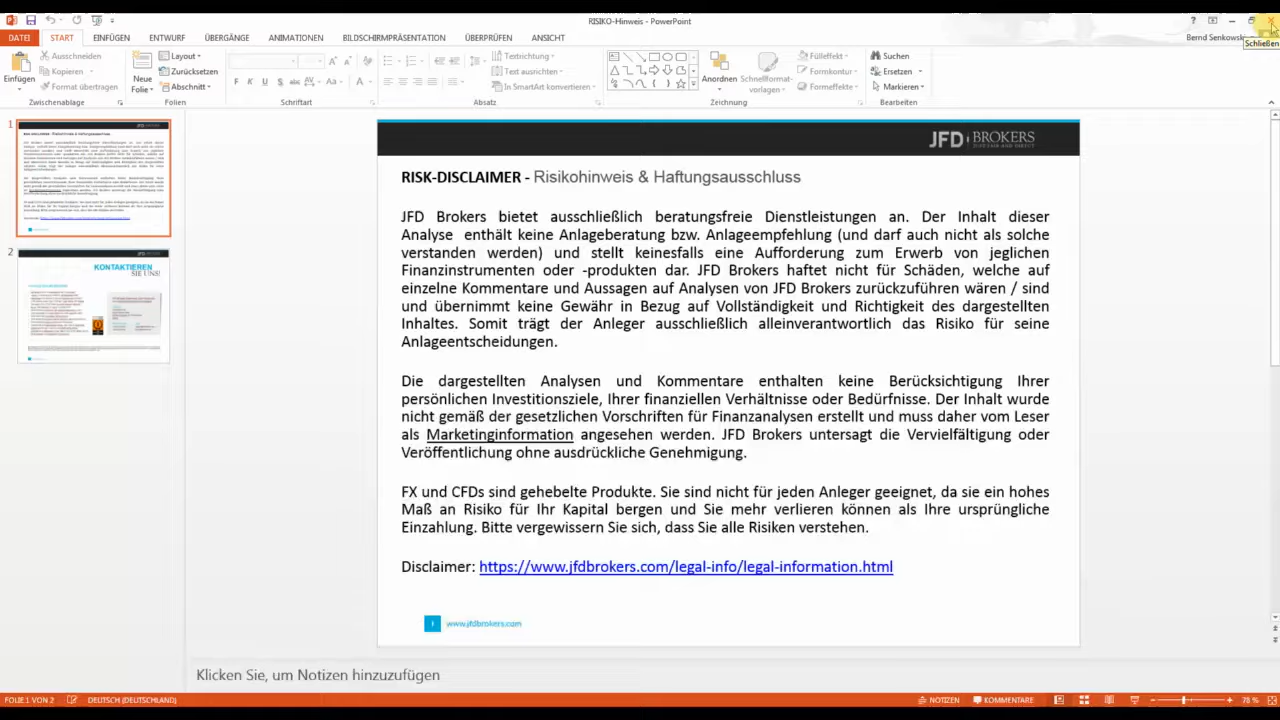 RISIKO-Hinweis - PowerPoint
DATEI START EINFÜGEN ENTWURF ÜBERGÄNGE ANIMATIONEN BILDSCHIRMPRÄSENTATION ÜBERPRÜFEN ANSICHT
Bernd Senkowsk
Schließen
Ausschneiden
Kopieren
Format übertragen
Einfügen
Zwischenablage
Neue
Folie
Layout
Zurücksetzen
Abschnitt
Folien
F K U S abc AV Aa A
Schriftart
Textrichtung
Text ausrichten
In SmartArt konvertieren
Absatz
Anordnen
Schnellformat-
vorlagen
Fülleffekt
Formkontur
Formeffekte
Zeichnung
Suchen
Ersetzen
Markieren
Bearbeiten
1
2
KONTAKTIEREN
SIE UNS!
JFD BROKERS
JUST FAIR AND DIRECT
RISK-DISCLAIMER - Risikohinweis & Haftungsausschluss
JFD Brokers bietet ausschließlich beratungsfreie Dienstleistungen an. Der Inhalt dieser
Analyse enthält keine Anlageberatung bzw. Anlageempfehlung (und darf auch nicht als solche
verstanden werden) und stellt keinesfalls eine Aufforderung zum Erwerb von jeglichen
Finanzinstrumenten oder -produkten dar. JFD Brokers haftet nicht für Schäden, welche auf
einzelne Kommentare und Aussagen auf Analysen von JFD Brokers zurückzuführen wären / sind
und übernimmt keine Gewähr in Bezug auf Vollständigkeit und Richtigkeit des dargestellten
Inhaltes. Somit trägt der Anleger ausschließlich alleinverantwortlich das Risiko für seine
Anlageentscheidungen.
Die dargestellten Analysen und Kommentare enthalten keine Berücksichtigung Ihrer
persönlichen Investitionsziele, Ihrer finanziellen Verhältnisse oder Bedürfnisse. Der Inhalt wurde
nicht gemäß der gesetzlichen Vorschriften für Finanzanalysen erstellt und muss daher vom Leser
als Marketinginformation angesehen werden. JFD Brokers untersagt die Vervielfältigung oder
Veröffentlichung ohne ausdrückliche Genehmigung.
FX und CFDs sind gehebelte Produkte. Sie sind nicht für jeden Anleger geeignet, da sie ein hohes
Maß an Risiko für Ihr Kapital bergen und Sie mehr verlieren können als Ihre ursprüngliche
Einzahlung. Bitte vergewissern Sie sich, dass Sie alle Risiken verstehen.
Disclaimer: https://www.jfdbrokers.com/legal-info/legal-information.html
1 www.jfdbrokers.com
Klicken Sie, um Notizen hinzuzufügen
FOLIE 1 VON 2 DEUTSCH (DEUTSCHLAND) NOTIZEN KOMMENTARE 78 %